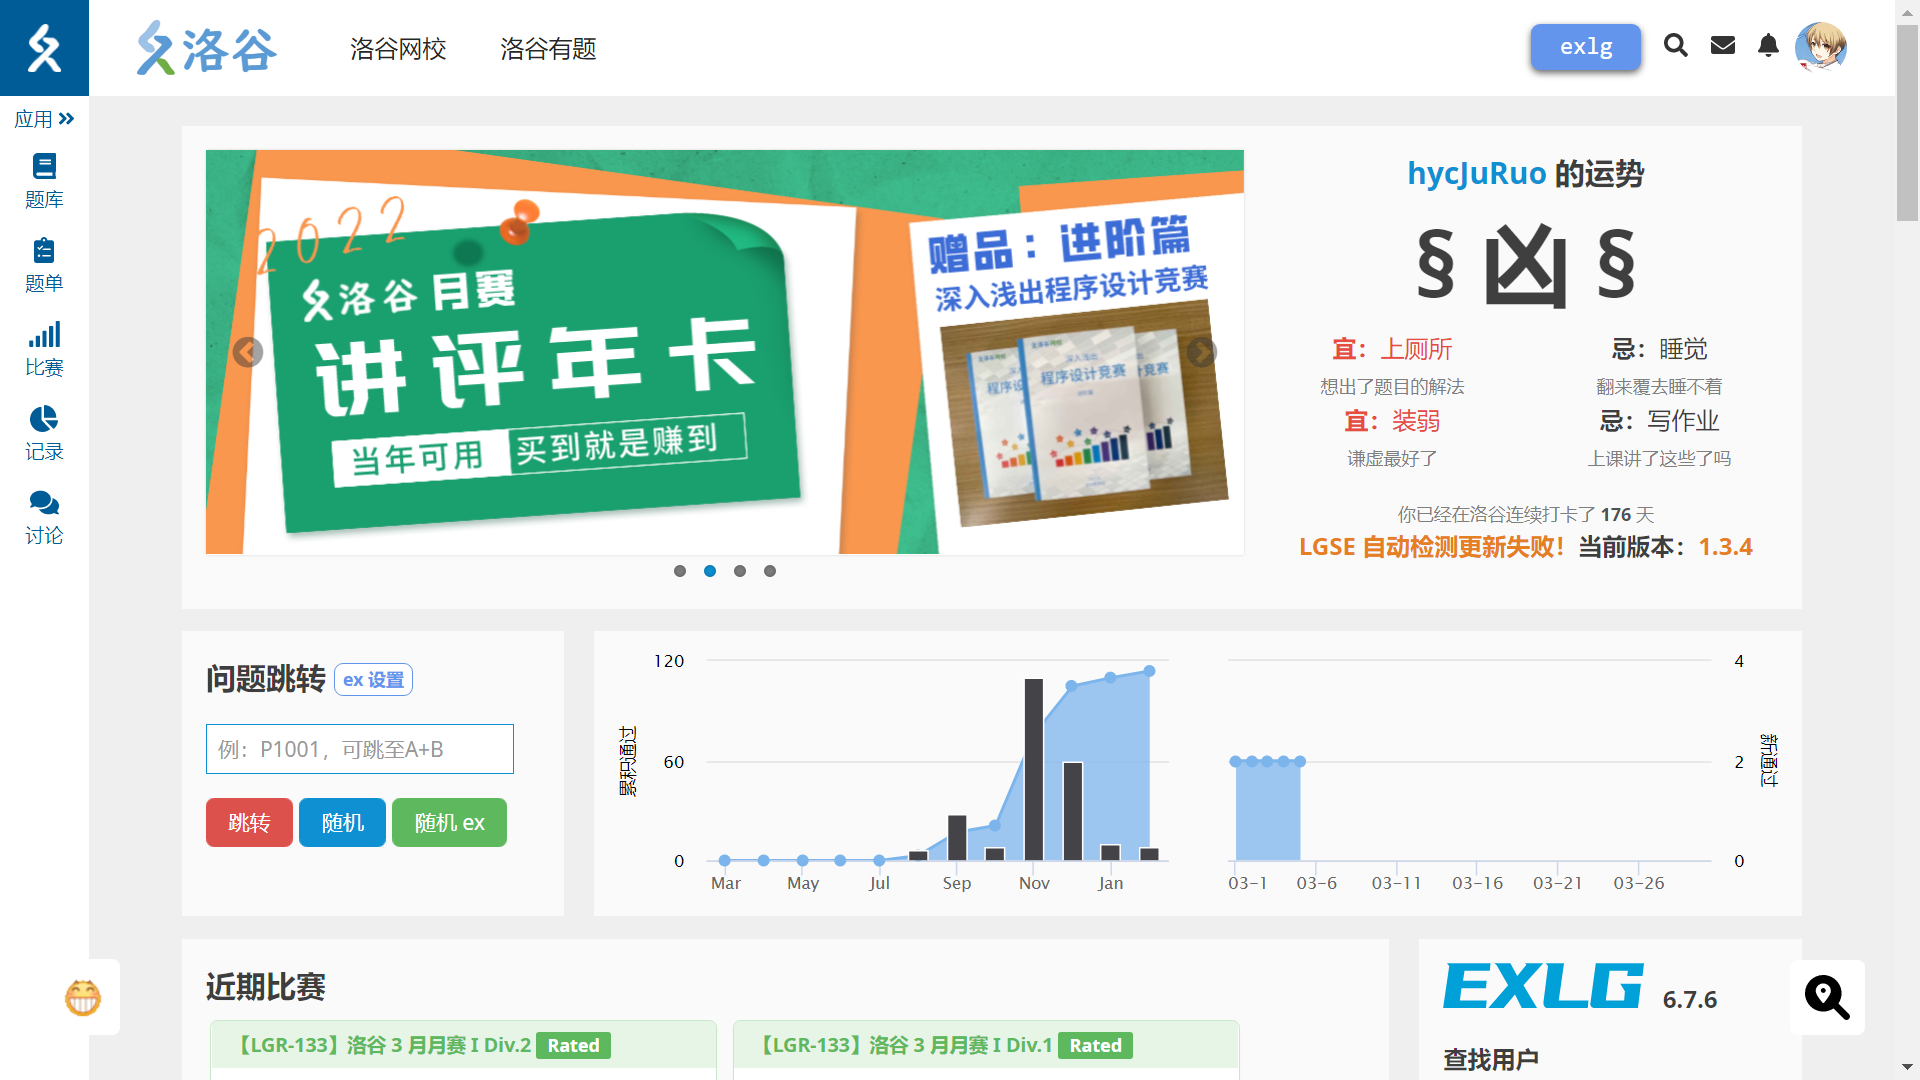 洛谷
洛谷网校
洛谷有题
exlg
应用
题库
题单
比赛
记录
讨论
2022
洛谷 月赛
讲评年卡
当年可用 买到就是赚到
赠品：进阶篇
深入浅出程序设计竞赛
深入浅出
程序设计竞赛
hycJuRuo 的运势
§ 凶 §
宜：上厕所
忌：睡觉
想出了题目的解法
翻来覆去睡不着
宜：装弱
忌：写作业
谦虚最好了
上课讲了这些了吗
你已经在洛谷连续打卡了 176 天
LGSE 自动检测更新失败！当前版本：1.3.4
问题跳转 ex 设置
例：P1001，可跳至A+B
跳转 随机 随机 ex
累积通过
120
60
0
Mar May Jul Sep Nov Jan
新通过
4
2
0
03-1 03-6 03-11 03-16 03-21 03-26
近期比赛
【LGR-133】洛谷 3 月月赛 I Div.2 Rated
【LGR-133】洛谷 3 月月赛 I Div.1 Rated
EXLG 6.7.6
查找用户